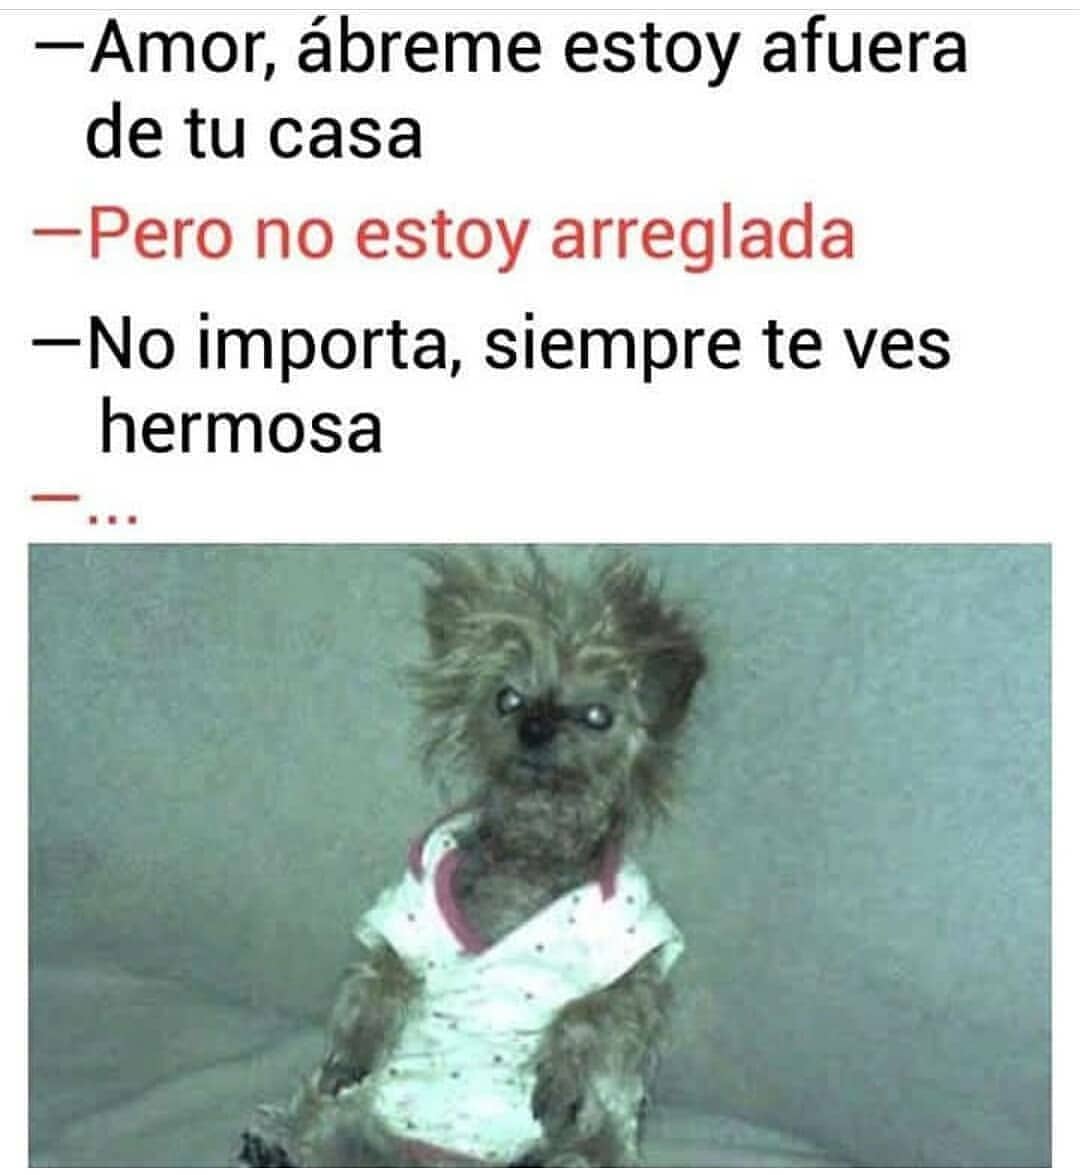 —Amor, ábreme estoy afuera
de tu casa
—Pero no estoy arreglada
—No importa, siempre te ves
hermosa
—...